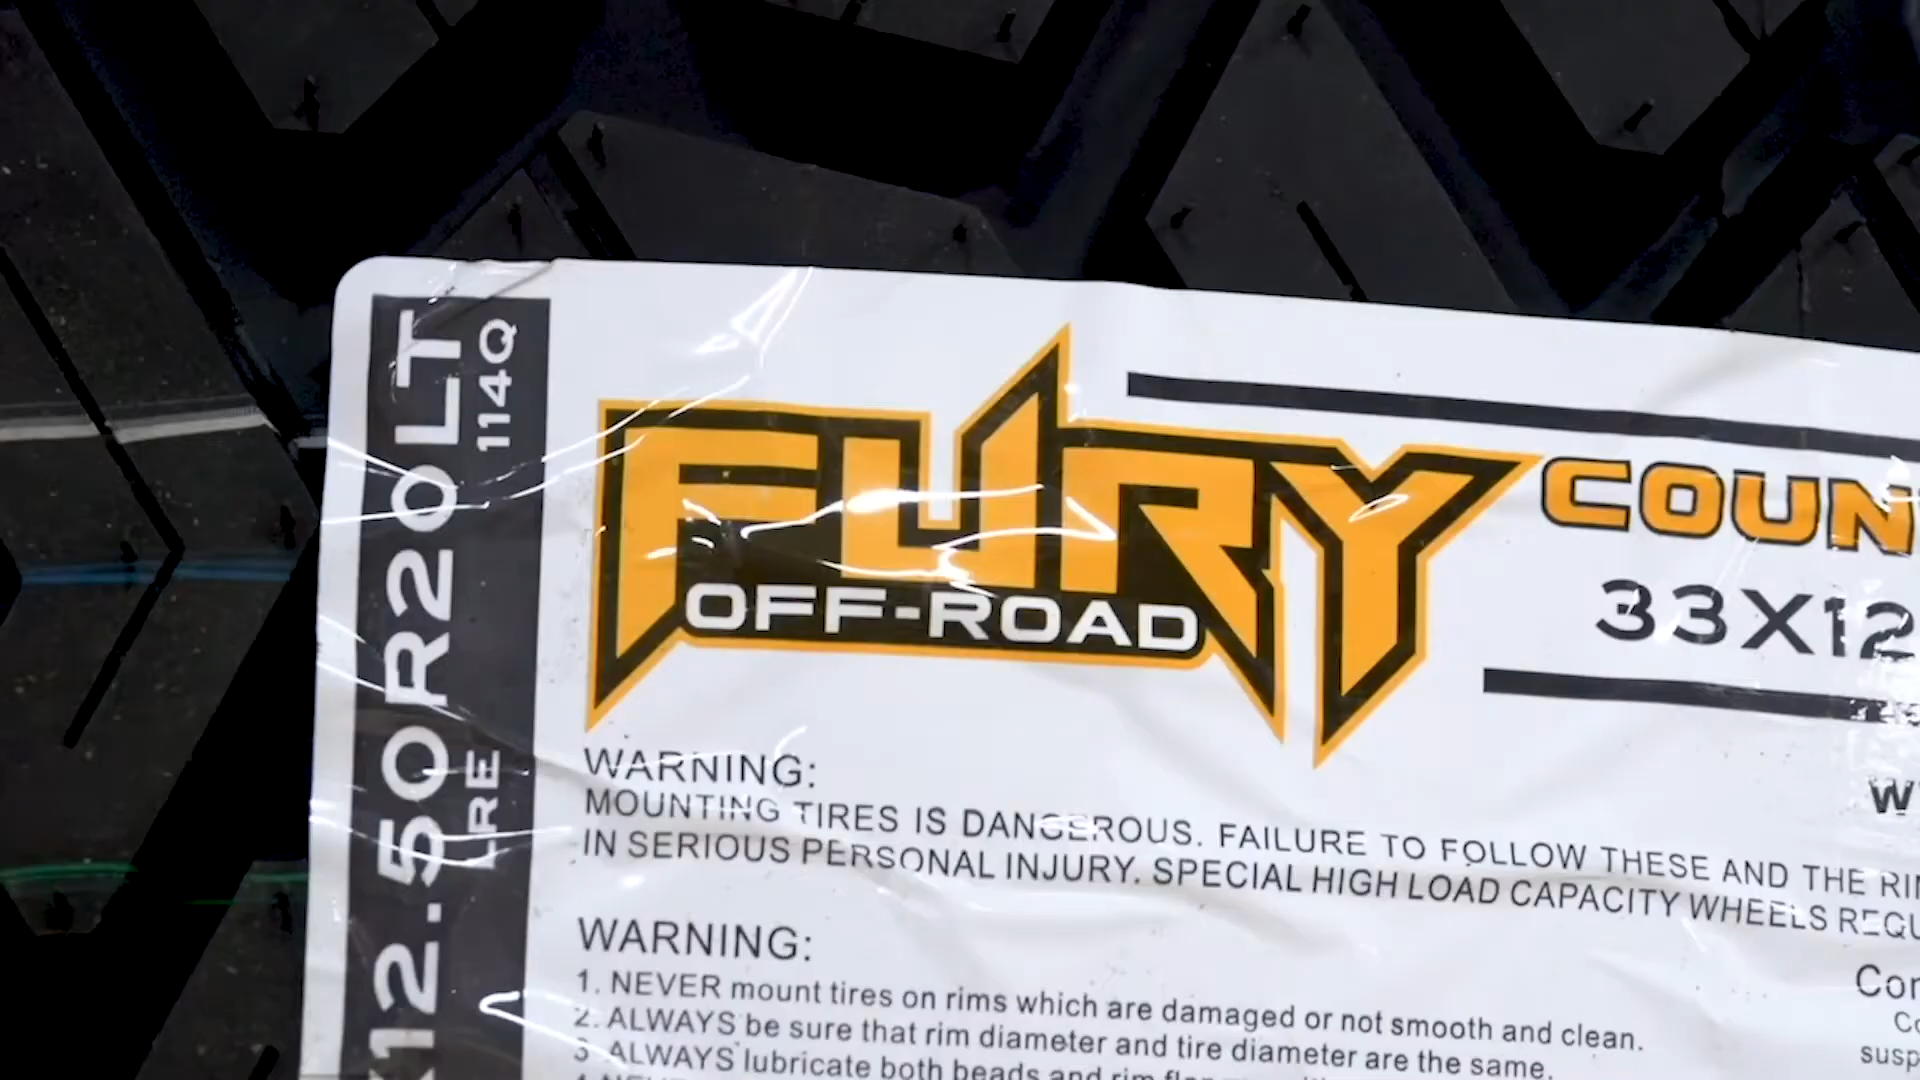 X12.50R20LT
114Q
LRE
FURY
OFF-ROAD
COUN
33X12
WARNING:
MOUNTING TIRES IS DANGEROUS. FAILURE TO FOLLOW THESE AND THE RI
IN SERIOUS PERSONAL INJURY. SPECIAL HIGH LOAD CAPACITY WHEELS REQU
WARNING:
1. NEVER mount tires on rims which are damaged or not smooth and clean.
2. ALWAYS be sure that rim diameter and tire diameter are the same.
3 ALWAYS lubricate both beads and rim
W
Con
Co
susp